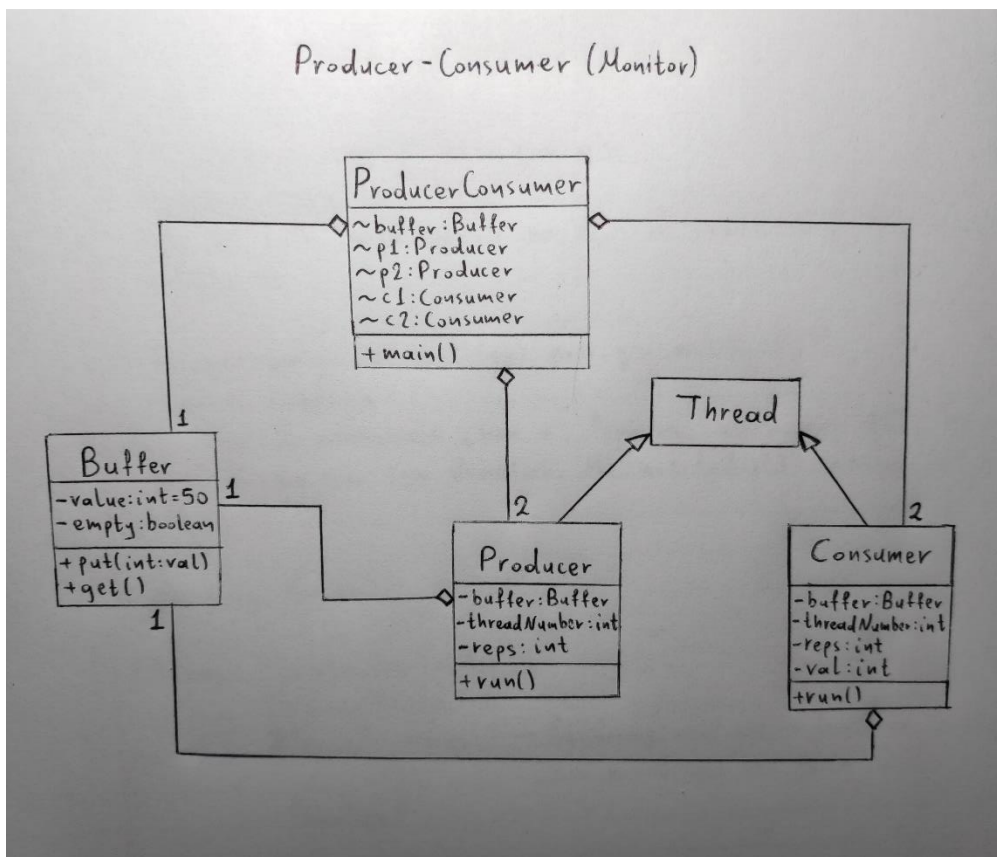 Producer-Consumer (Monitor)
ProducerConsumer
~buffer:Buffer
~p1:Producer
~p2:Producer
~c1:Consumer
~c2:Consumer
+main()
Thread
1
Buffer
-value:int=50
-empty:boolean
+put(int:val)
+get()
1
1
2
Producer
-buffer:Buffer
-threadNumber:int
-reps:int
+run()
2
Consumer
-buffer:Buffer
-threadNumber:int
-reps:int
-val:int
+run()